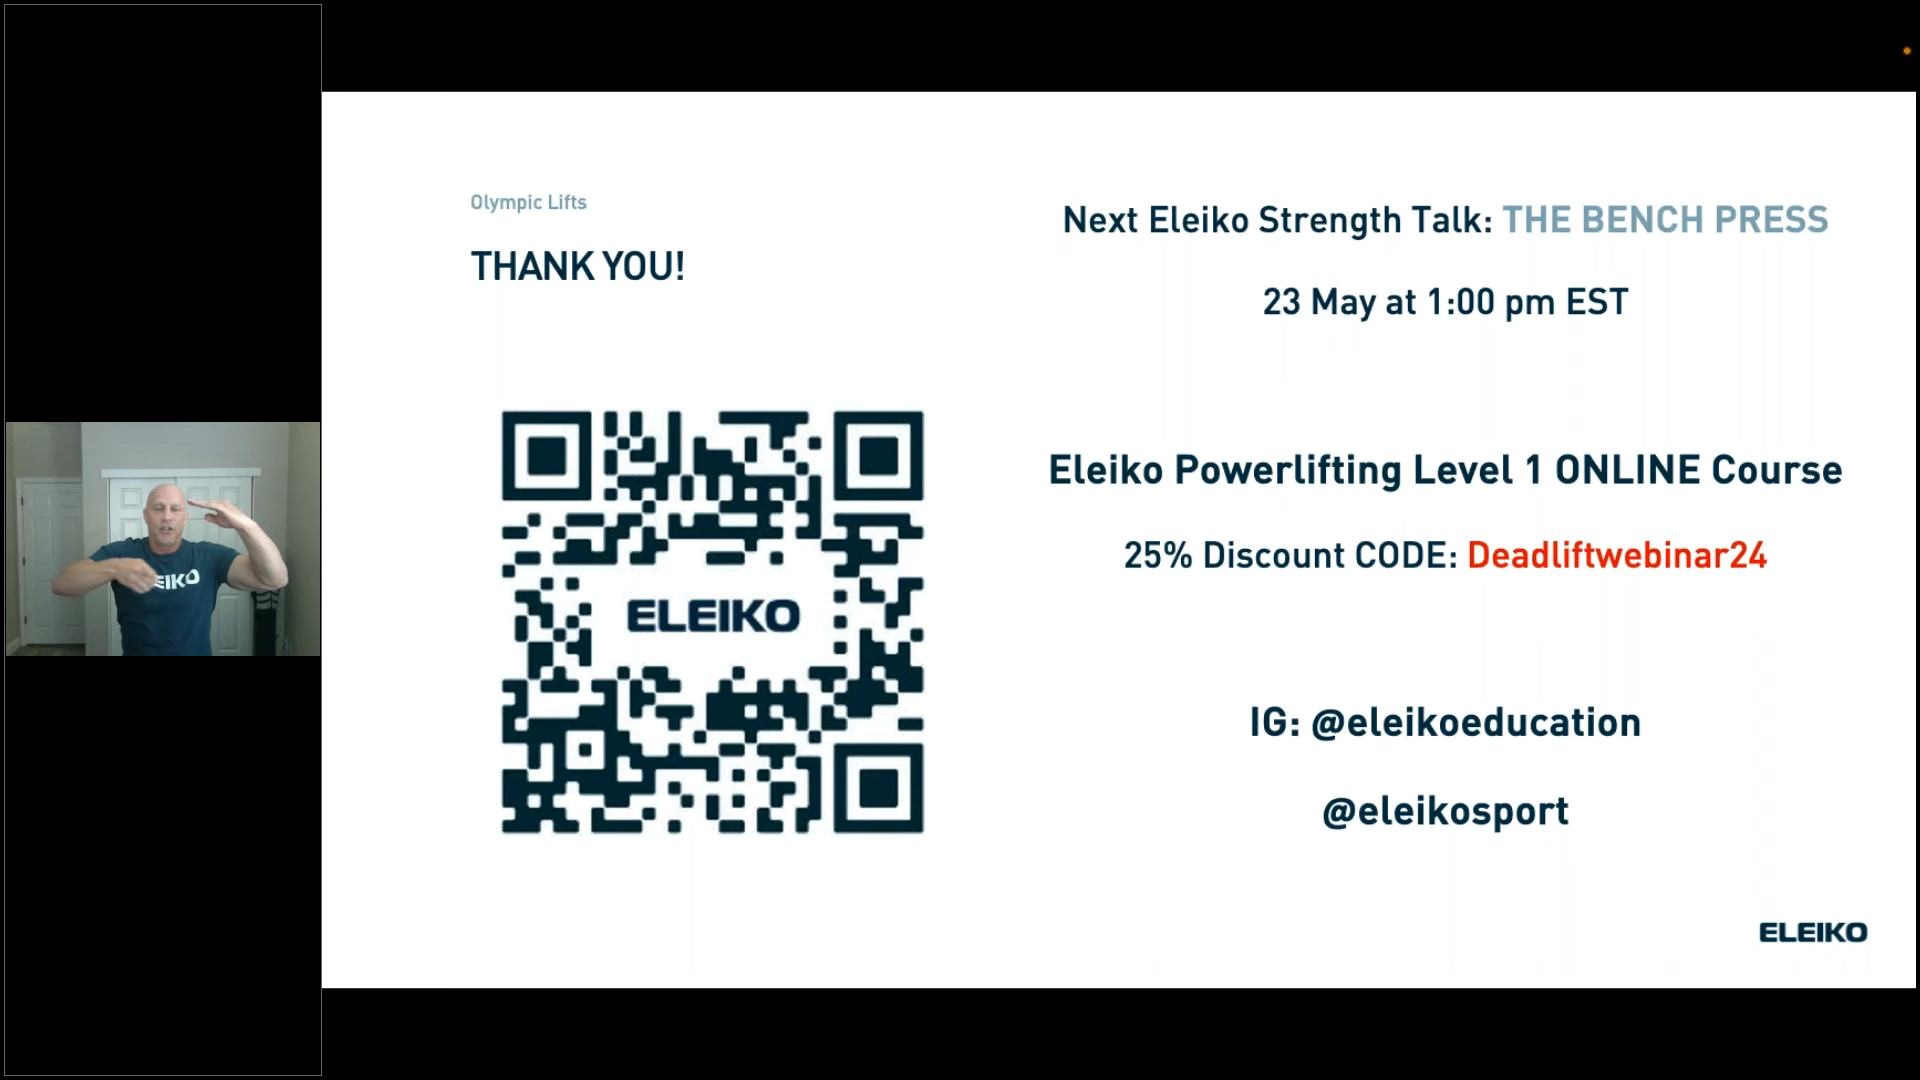 Olympic Lifts
THANK YOU!
ELEIKO
Next Eleiko Strength Talk: THE BENCH PRESS
23 May at 1:00 pm EST
Eleiko Powerlifting Level 1 ONLINE Course
25% Discount CODE: Deadliftwebinar24
IG: @eleikoeducation
@eleikosport
ELEIKO
EIKO